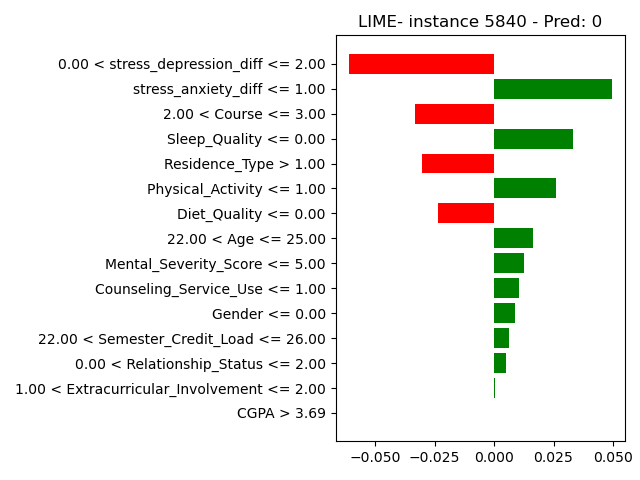 LIME- instance 5840 - Pred: 0
0.00 < stress_depression_diff <= 2.00
stress_anxiety_diff <= 1.00
2.00 < Course <= 3.00
Sleep_Quality <= 0.00
Residence_Type > 1.00
Physical_Activity <= 1.00
Diet_Quality <= 0.00
22.00 < Age <= 25.00
Mental_Severity_Score <= 5.00
Counseling_Service_Use <= 1.00
Gender <= 0.00
22.00 < Semester_Credit_Load <= 26.00
0.00 < Relationship_Status <= 2.00
1.00 < Extracurricular_Involvement <= 2.00
CGPA > 3.69
−0.050 −0.025 0.000 0.025 0.050